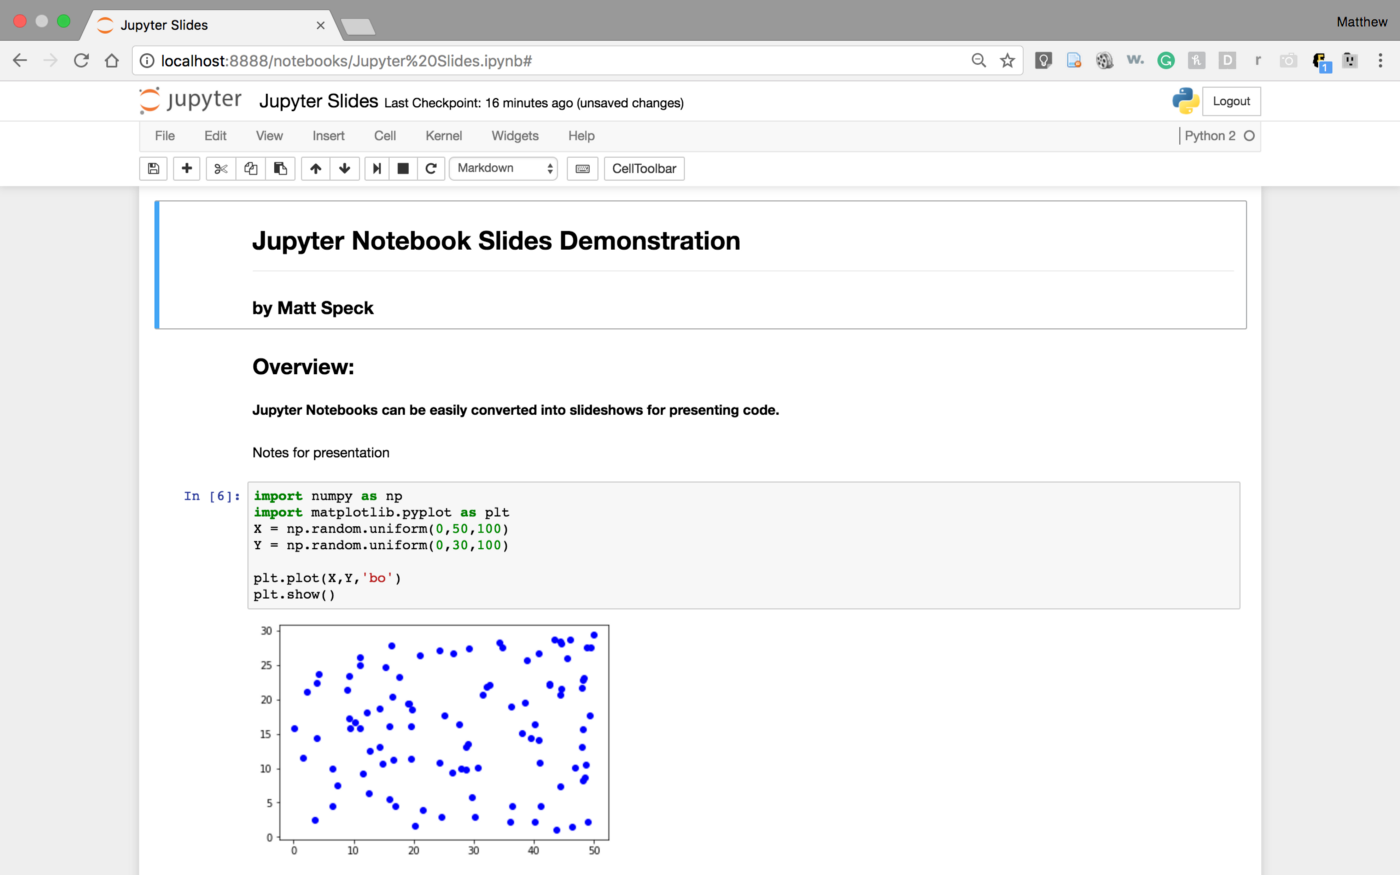 Jupyter Slides
Matthew
localhost:8888/notebooks/Jupyter%20Slides.ipynb#
w.
G
h
D
r
1
jupyter Jupyter Slides Last Checkpoint: 16 minutes ago (unsaved changes)
Logout
File Edit View Insert Cell Kernel Widgets Help
Python 2
Markdown
CellToolbar
Jupyter Notebook Slides Demonstration
by Matt Speck
Overview:
Jupyter Notebooks can be easily converted into slideshows for presenting code.
Notes for presentation
In [6]:
import numpy as np
import matplotlib.pyplot as plt
X = np.random.uniform(0,50,100)
Y = np.random.uniform(0,30,100)
plt.plot(X,Y,'bo')
plt.show()
30
25
20
15
10
5
0
0 10 20 30 40 50